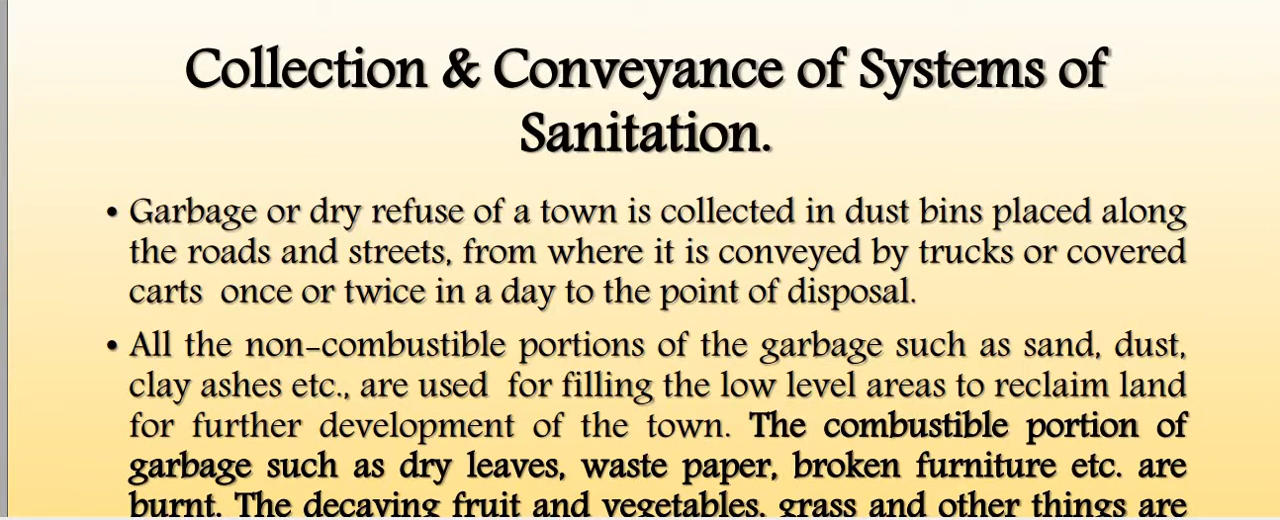 Collection & Conveyance of Systems of
Sanitation.
• Garbage or dry refuse of a town is collected in dust bins placed along
the roads and streets, from where it is conveyed by trucks or covered
carts once or twice in a day to the point of disposal.
• All the non-combustible portions of the garbage such as sand, dust,
clay ashes etc., are used for filling the low level areas to reclaim land
for further development of the town. The combustible portion of
garbage such as dry leaves, waste paper, broken furniture etc. are
burnt. The decaying fruit and vegetables, grass and other things are